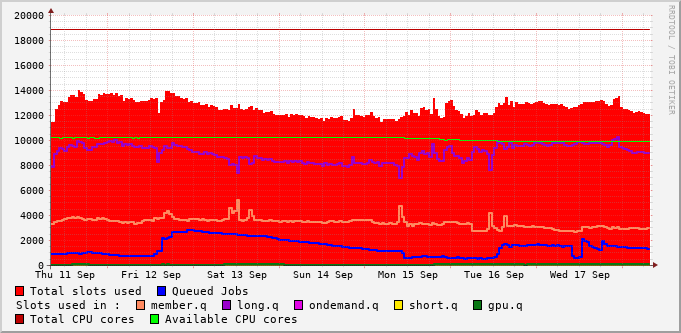 20000
18000
16000
14000
12000
10000
8000
6000
4000
2000
0
Thu 11 Sep Fri 12 Sep Sat 13 Sep Sun 14 Sep Mon 15 Sep Tue 16 Sep Wed 17 Sep
Total slots used Queued Jobs
Slots used in : member.q long.q ondemand.q short.q gpu.q
Total CPU cores Available CPU cores
RRDTOOL / TOBI OETIKER